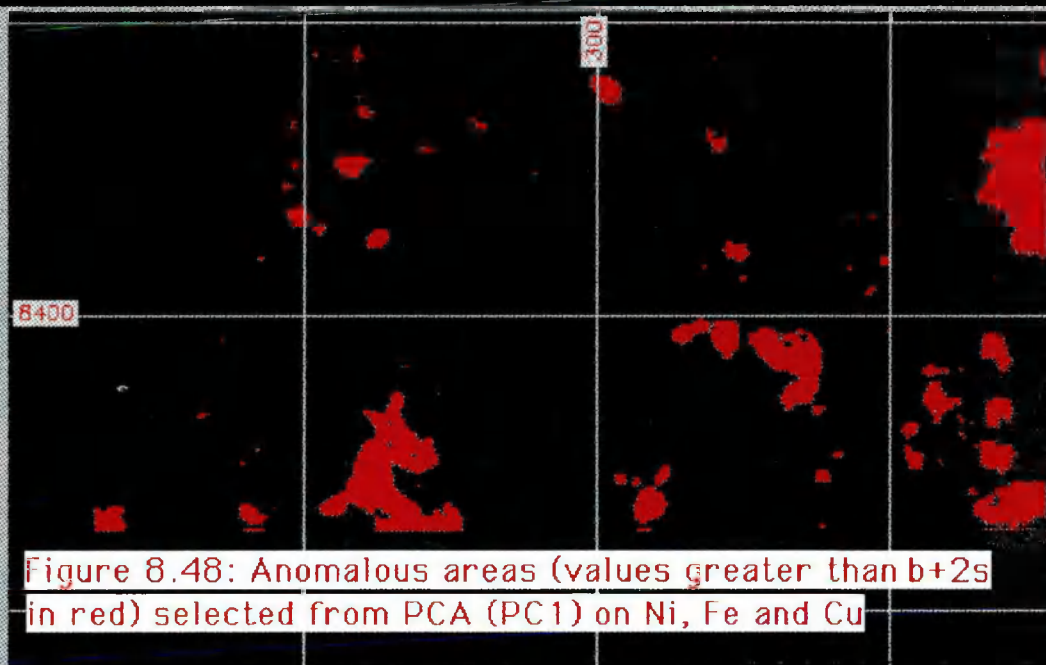 300
8400
Figure 8.48: Anomalous areas (values greater than b+2s
in red) selected from PCA (PC1) on Ni, Fe and Cu